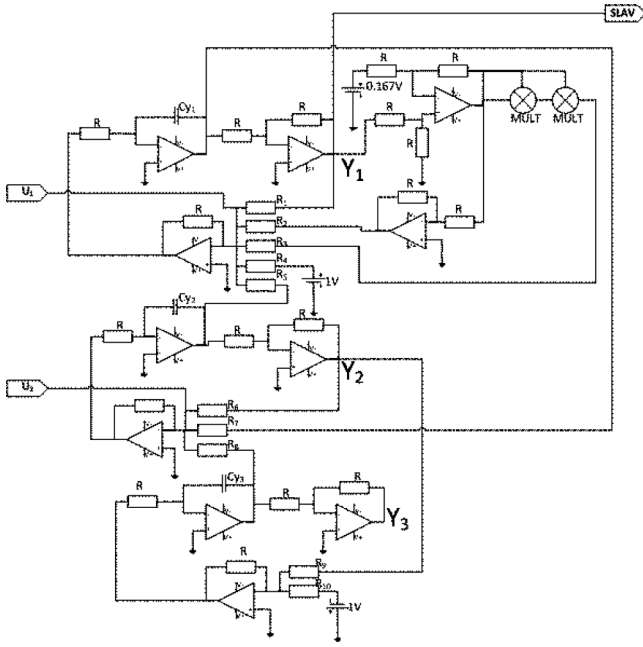 SLAV
R
R
0.167V
Cy₁
R
R
R
R
MULT
MULT
Y₁
R
U₁
R₁
R
R₂
R
R
R₃
R₄
R₅
1V
Cy₂
R
R
R
Y₂
U₂
R₆
R₇
R₈
Cy₃
R
R
R
Y₃
R
R₉
R₁₀
1V